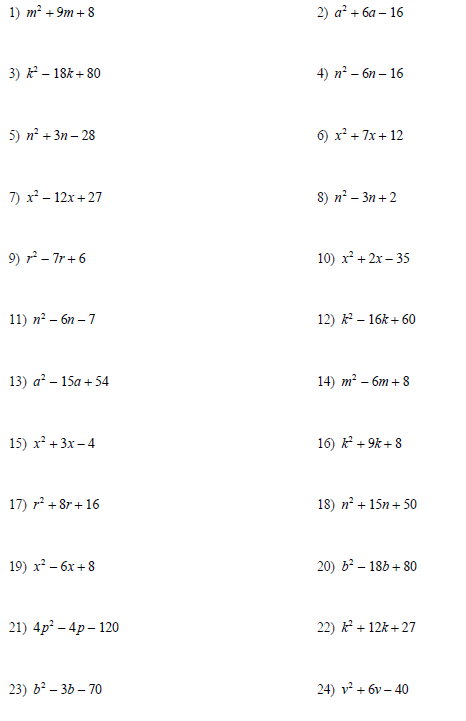 1) m² + 9m + 8
2) a² + 6a – 16
3) k² – 18k + 80
4) n² – 6n – 16
5) n² + 3n – 28
6) x² + 7x + 12
7) x² – 12x + 27
8) n² – 3n + 2
9) r² – 7r + 6
10) x² + 2x – 35
11) n² – 6n – 7
12) k² – 16k + 60
13) a² – 15a + 54
14) m² – 6m + 8
15) x² + 3x – 4
16) k² + 9k + 8
17) r² + 8r + 16
18) n² + 15n + 50
19) x² – 6x + 8
20) b² – 18b + 80
21) 4p² – 4p – 120
22) k² + 12k + 27
23) b² – 3b – 70
24) v² + 6v – 40